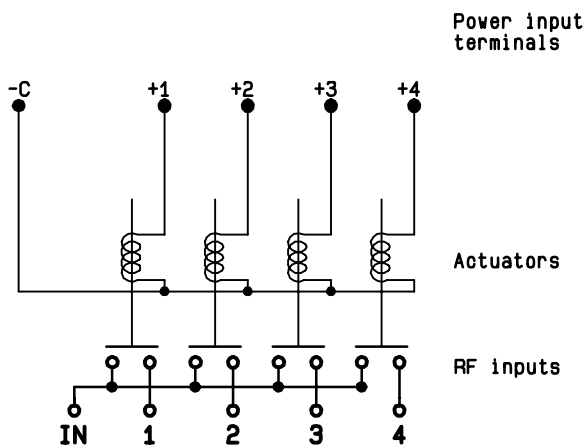 Power input
terminals
-C +1 +2 +3 +4
Actuators
RF inputs
IN 1 2 3 4